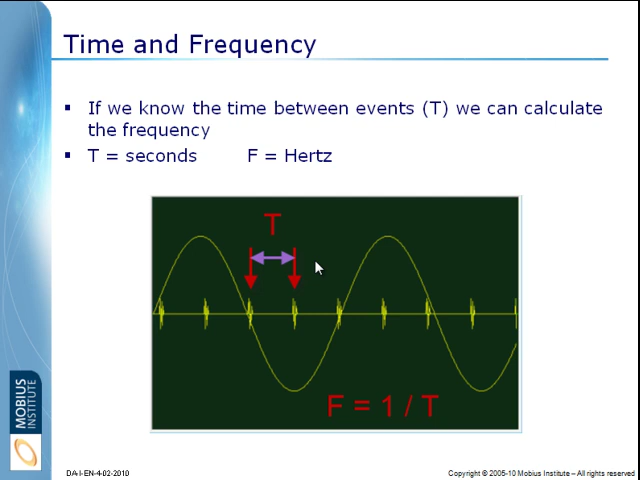 Time and Frequency
▪ If we know the time between events (T) we can calculate
the frequency
▪ T = seconds F = Hertz
T
F = 1 / T
MOBIUS
INSTITUTE
DA-I-EN-4-02-2010
Copyright © 2005-10 Mobius Institute – All rights reserved